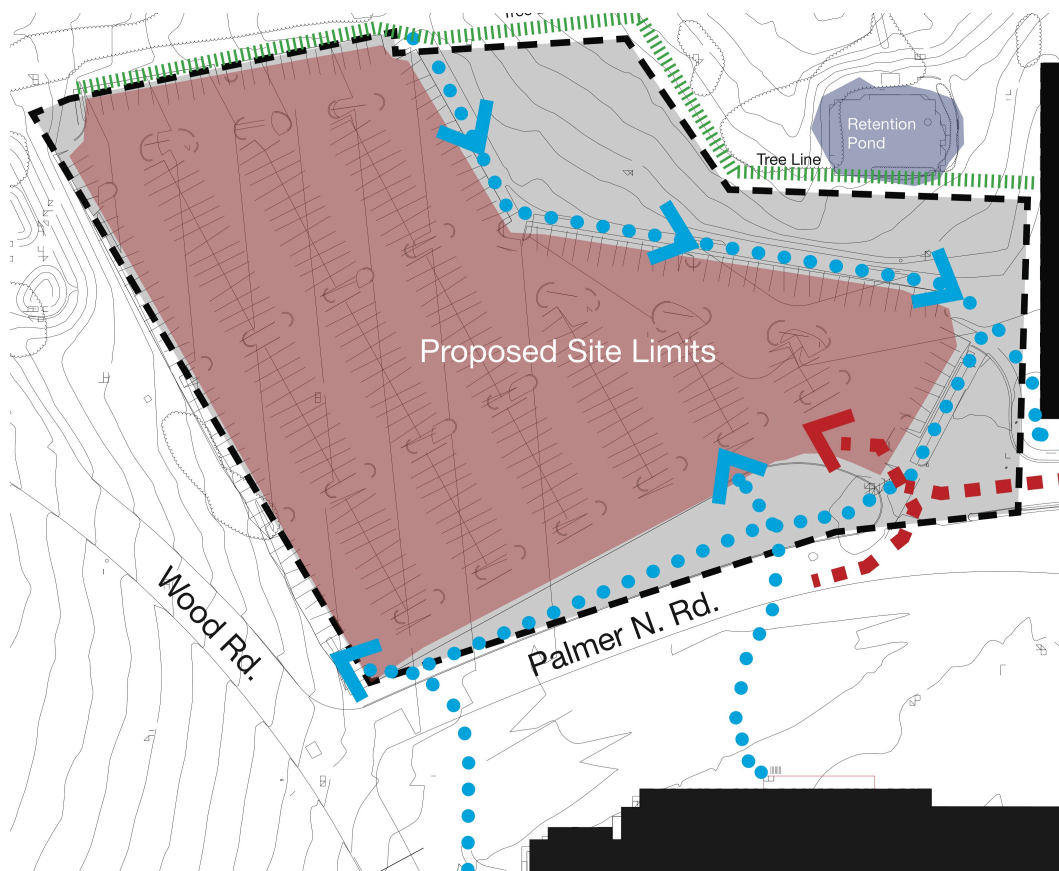 Retention
Pond
Tree Line
Proposed Site Limits
Wood Rd.
Palmer N. Rd.